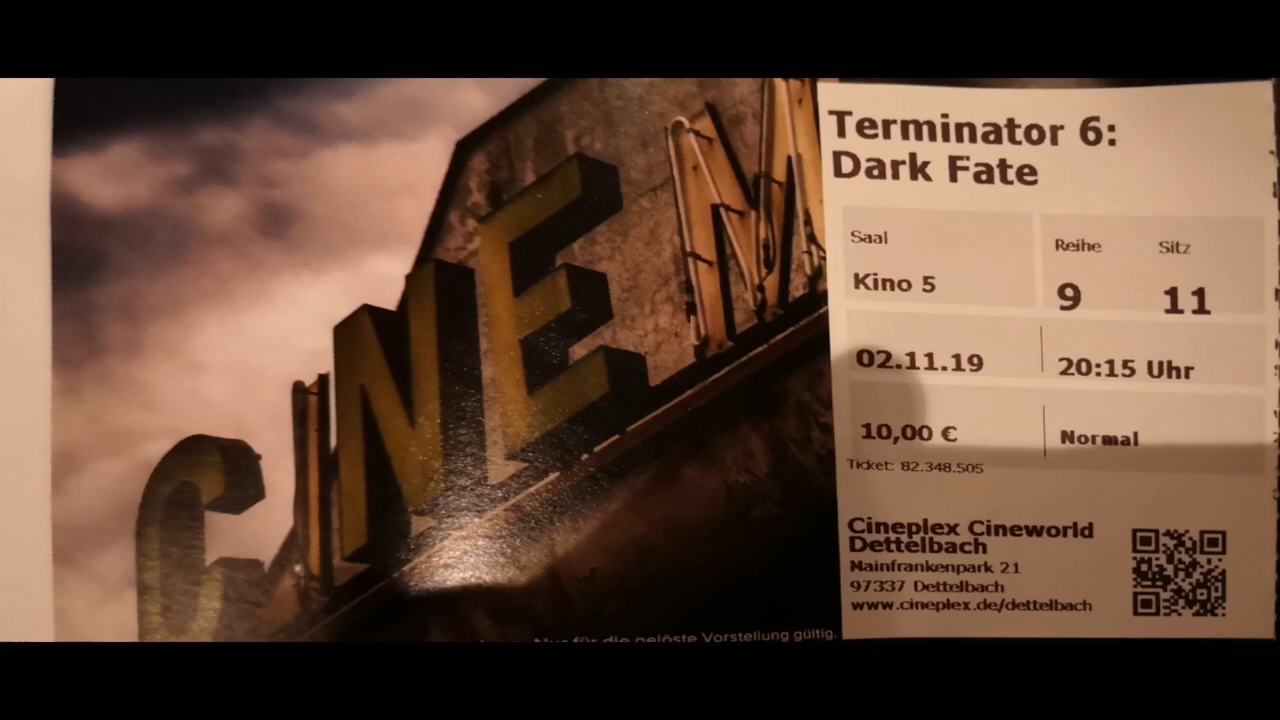 CINEM
Terminator 6:
Dark Fate
Saal
Reihe Sitz
Kino 5
9 11
02.11.19 20:15 Uhr
10,00 € Normal
Ticket: 82.348.505
Cineplex Cineworld
Dettelbach
Mainfrankenpark 21
97337 Dettelbach
www.cineplex.de/dettelbach
Nur für die gelöste Vorstellung gültig.